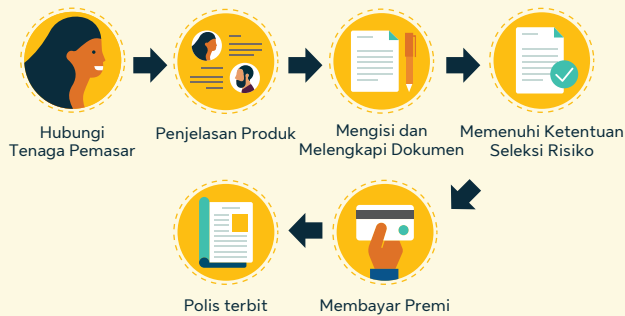 Hubungi
Tenaga Pemasar
Penjelasan Produk
Mengisi dan
Melengkapi Dokumen
Memenuhi Ketentuan
Seleksi Risiko
Polis terbit
Membayar Premi